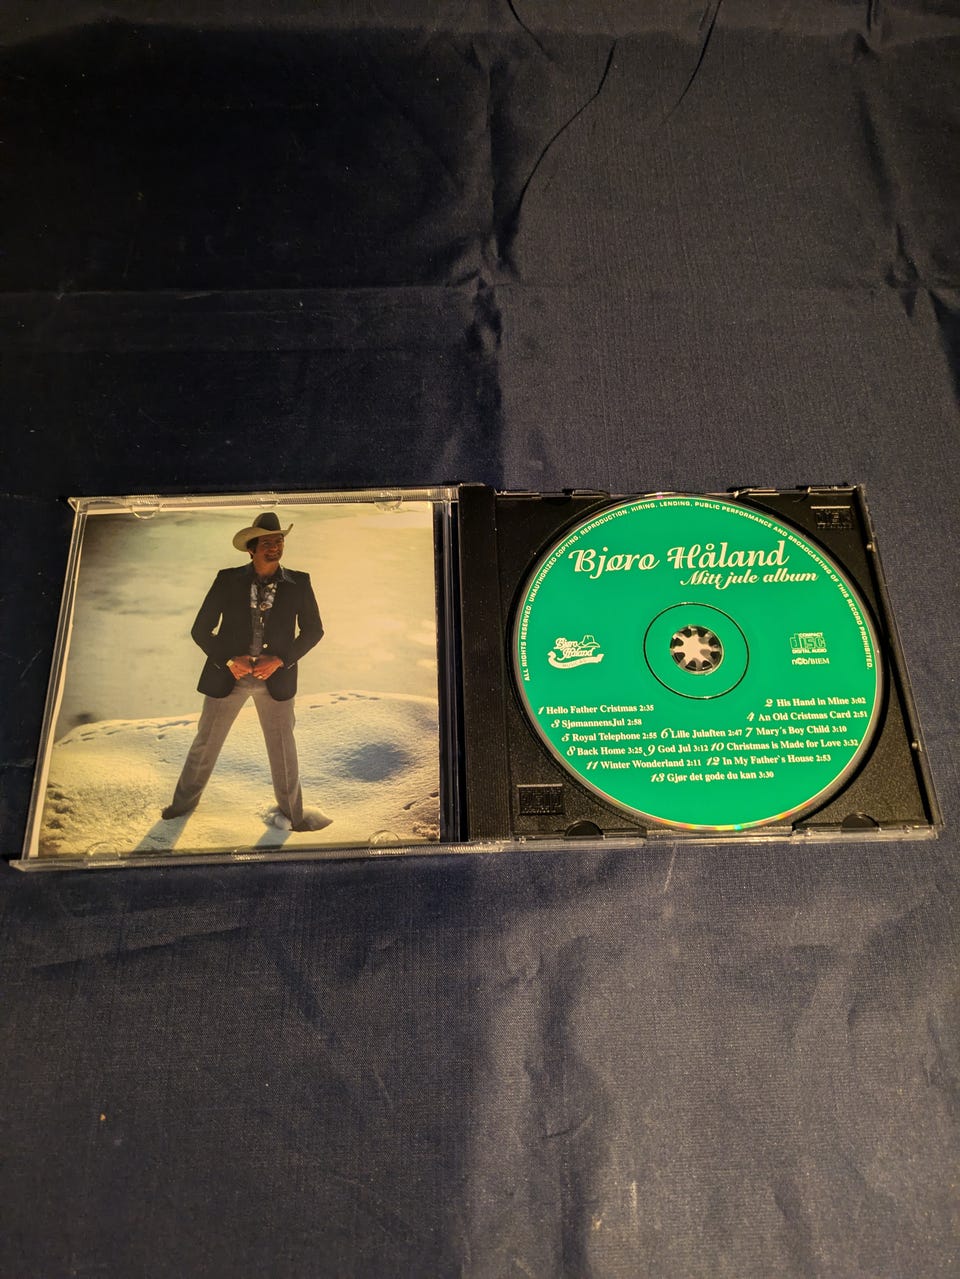 ALL RIGHTS RESERVED. UNAUTHORIZED COPYING, REPRODUCTION, HIRING, LENDING, PUBLIC PERFORMANCE AND BROADCASTING OF THIS RECORD PROHIBITED.
Bjøro Håland
Mitt jule album
Bjøro
Håland
COMPACT
disc
DIGITAL AUDIO
n©b/BIEM
1 Hello Father Cristmas 2:35 2 His Hand in Mine 3:02
3 SjømannensJul 2:58 4 An Old Cristmas Card 2:51
5 Royal Telephone 2:55 6 Lille Julaften 2:47 7 Mary's Boy Child 3:10
8 Back Home 3:25 9 God Jul 3:12 10 Christmas is Made for Love 3:32
11 Winter Wonderland 2:11 12 In My Father`s House 2:53
13 Gjør det gode du kan 3:30